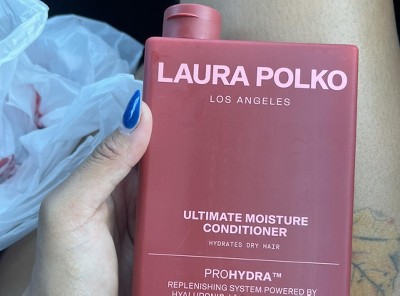 LAURA POLKO
LOS ANGELES
ULTIMATE MOISTURE
CONDITIONER
HYDRATES DRY HAIR
PROHYDRA™
REPLENISHING SYSTEM POWERED BY